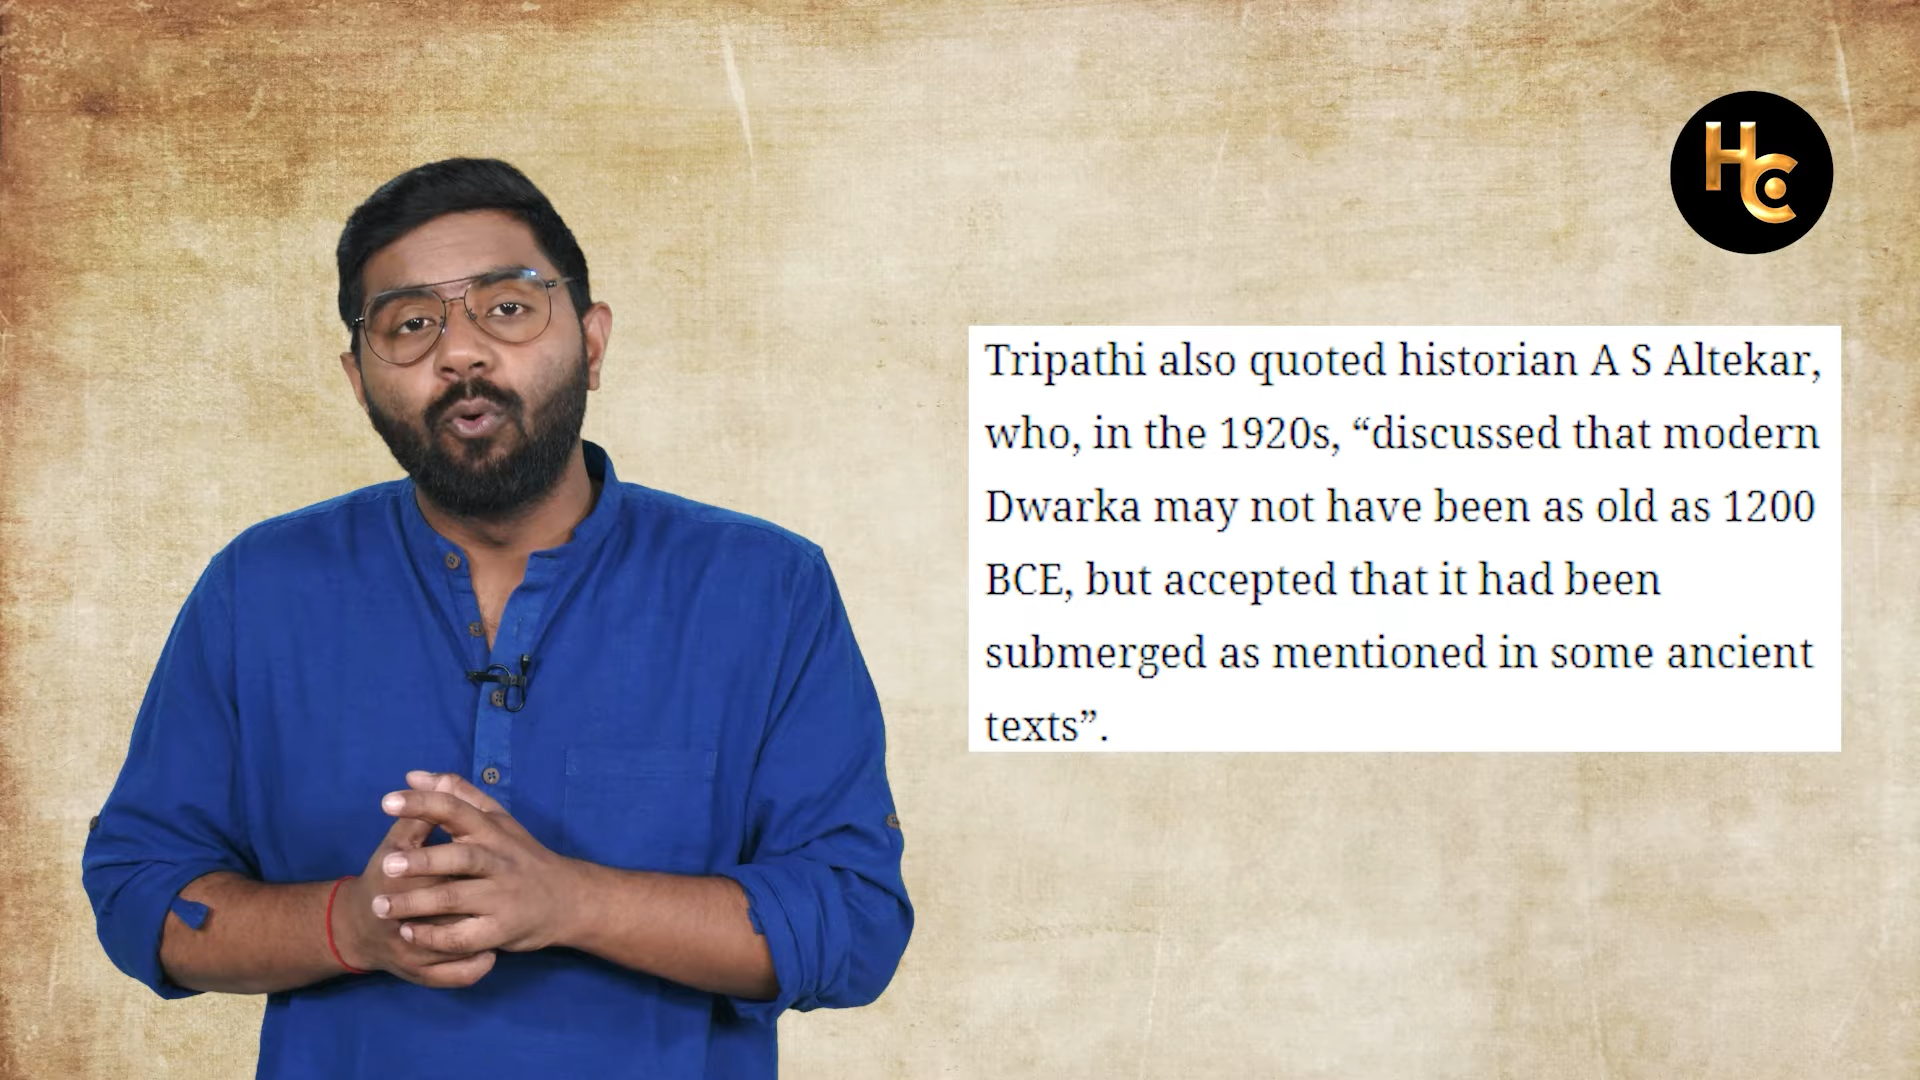 HC
Tripathi also quoted historian A S Altekar,
who, in the 1920s, “discussed that modern
Dwarka may not have been as old as 1200
BCE, but accepted that it had been
submerged as mentioned in some ancient
texts”.